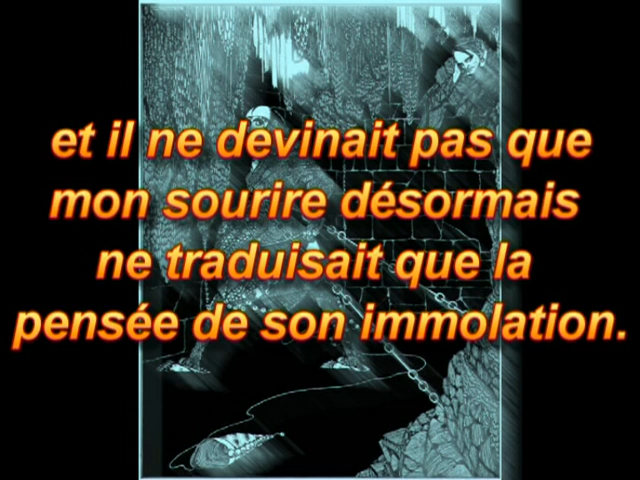 et il ne devinait pas que
mon sourire désormais
ne traduisait que la
pensée de son immolation.